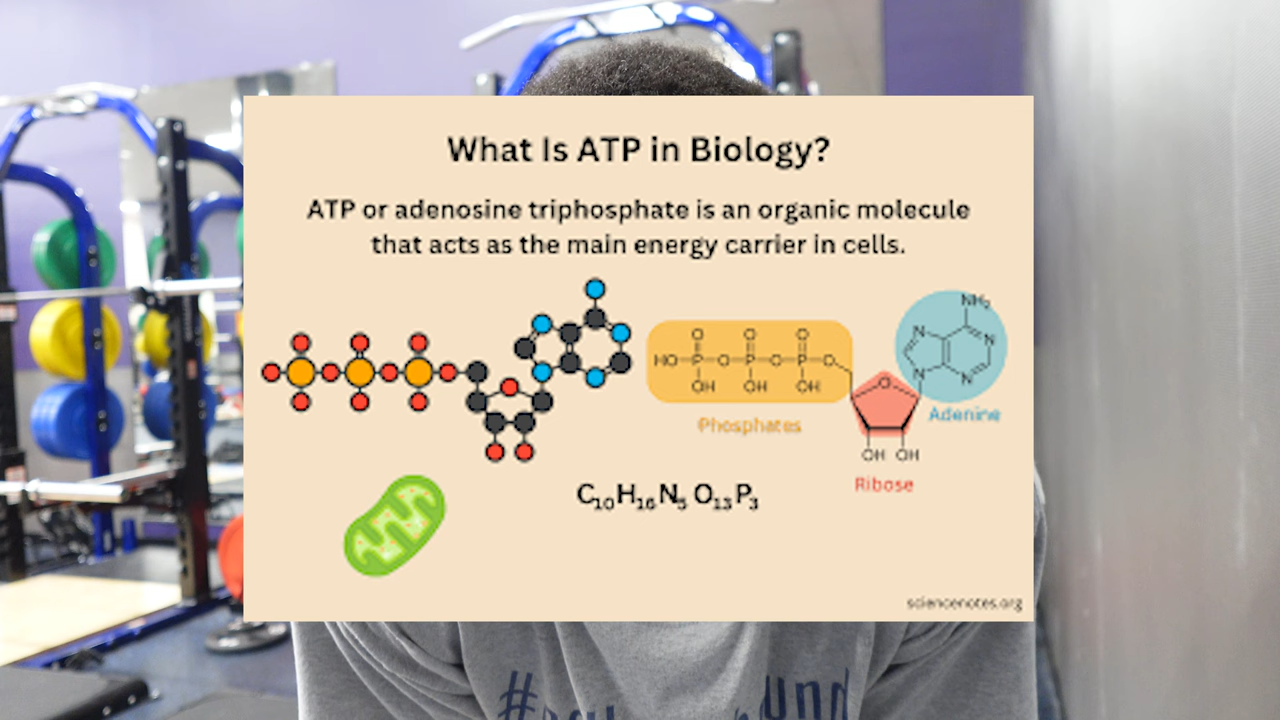 What Is ATP in Biology?
ATP or adenosine triphosphate is an organic molecule
that acts as the main energy carrier in cells.
NH₂
N
N
N
N
O
O
O
HO P O P O P O
OH
OH
OH
O
Phosphates
Adenine
OH OH
Ribose
C₁₀H₁₆N₅O₁₃P₃
sciencenotes.org